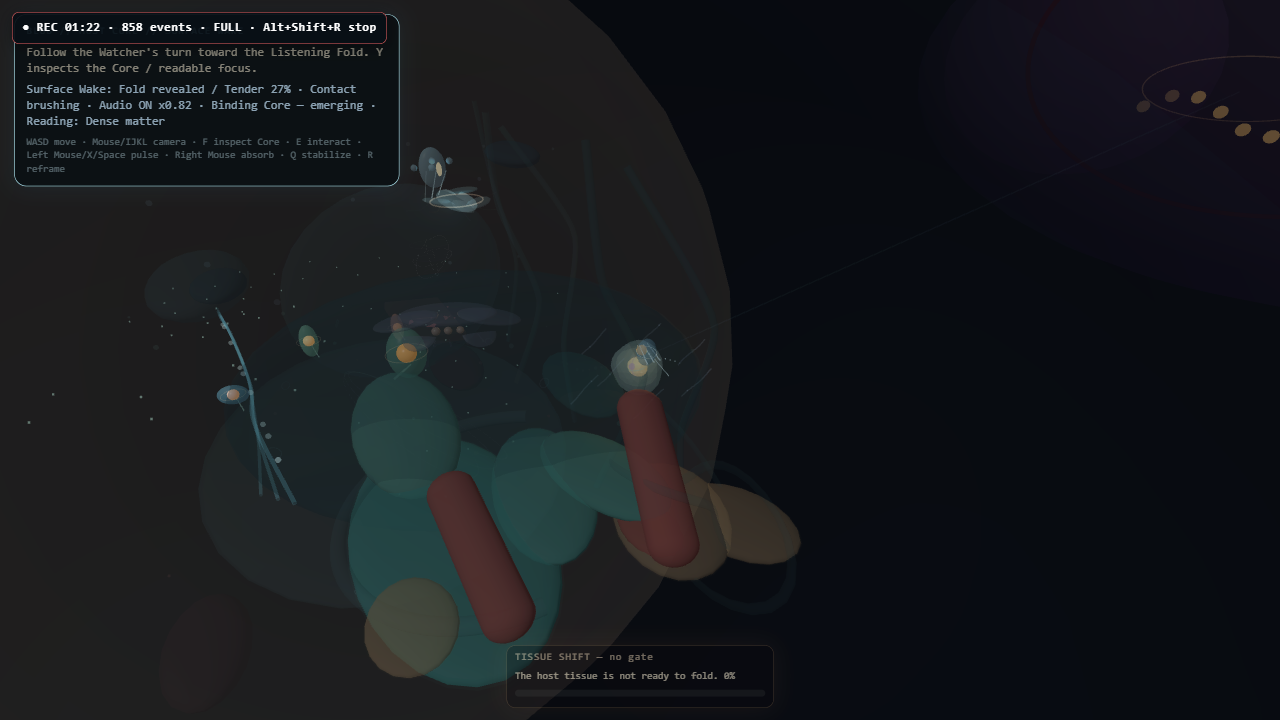 ● REC 01:22 · 858 events · FULL · Alt+Shift+R stop
Follow the Watcher's turn toward the Listening Fold. Y
inspects the Core / readable focus.
Surface Wake: Fold revealed / Tender 27% · Contact
brushing · Audio ON x0.82 · Binding Core — emerging ·
Reading: Dense matter
WASD move · Mouse/IJKL camera · F inspect Core · E interact ·
Left Mouse/X/Space pulse · Right Mouse absorb · Q stabilize · R
reframe
TISSUE SHIFT — no gate
The host tissue is not ready to fold. 0%